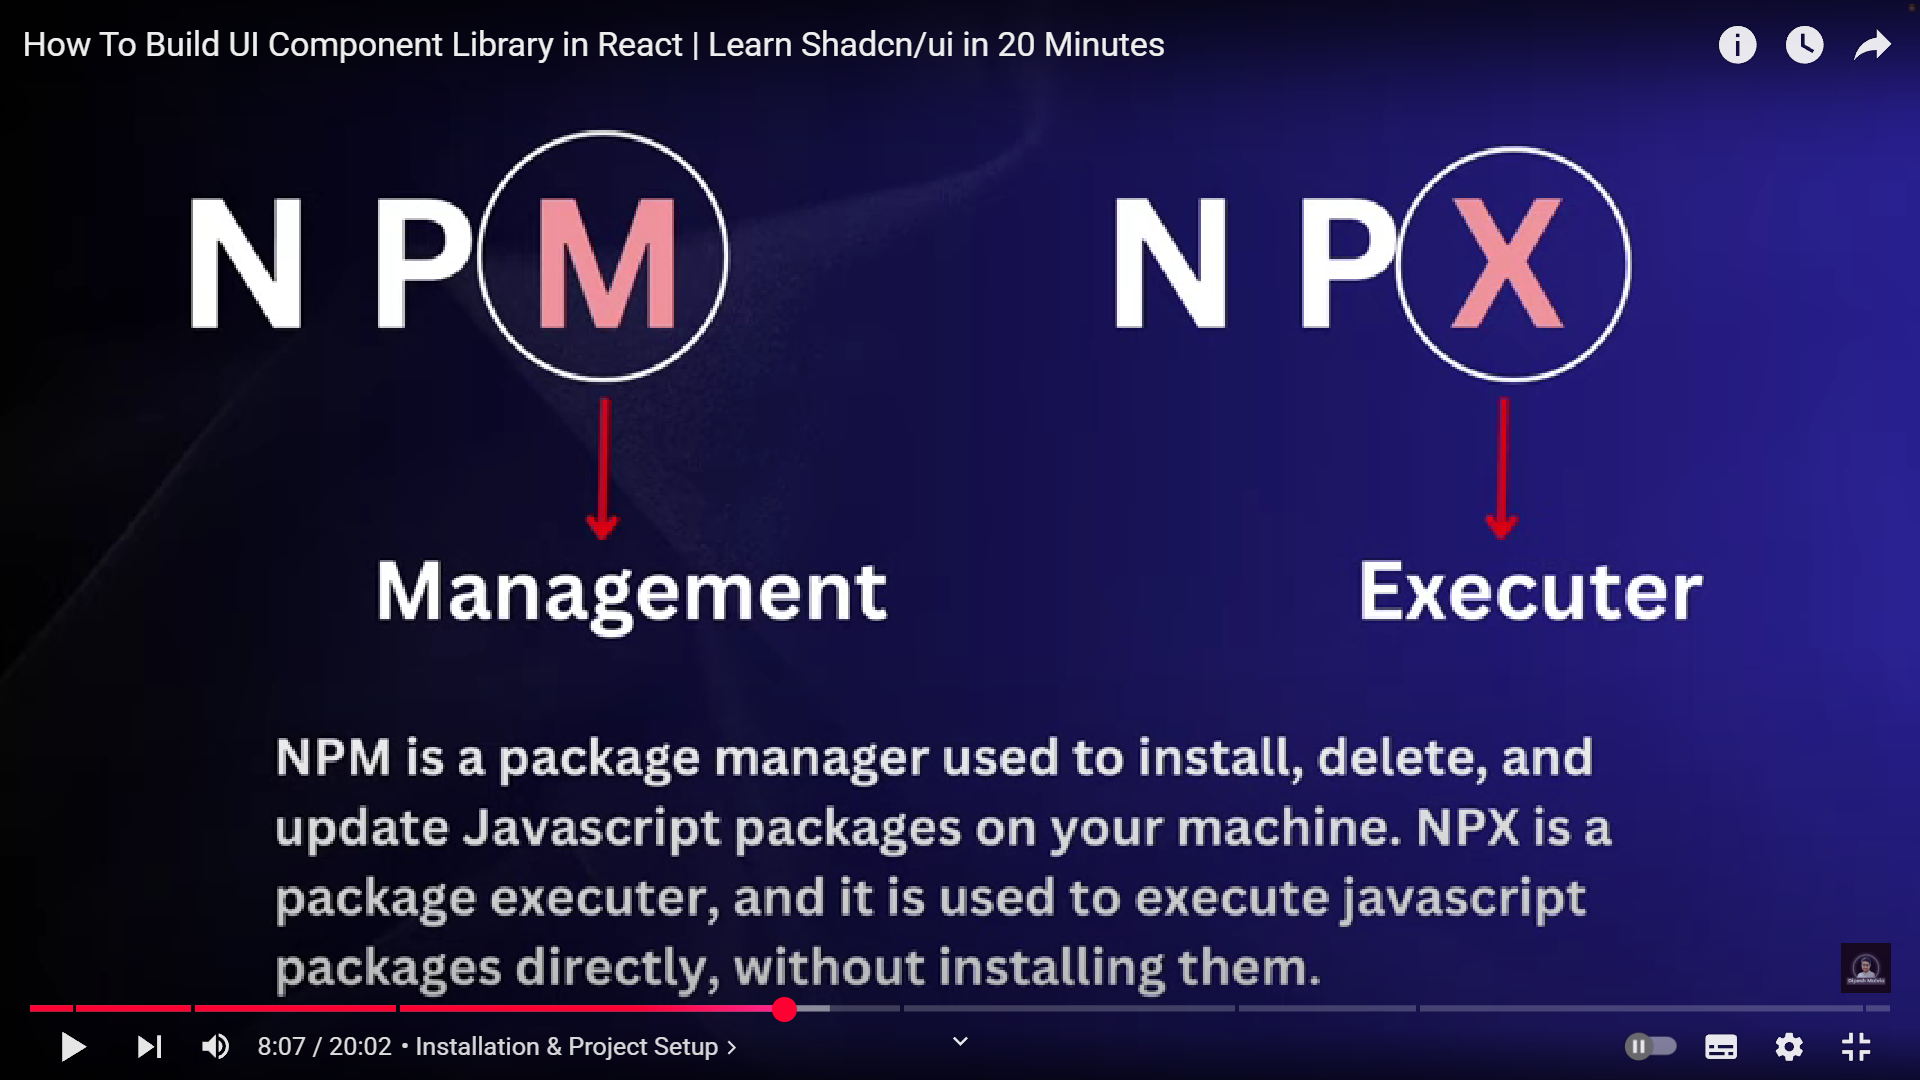 How To Build UI Component Library in React | Learn Shadcn/ui in 20 Minutes
N P M
N P X
Management
Executer
NPM is a package manager used to install, delete, and
update Javascript packages on your machine. NPX is a
package executer, and it is used to execute javascript
packages directly, without installing them.
8:07 / 20:02 • Installation & Project Setup >